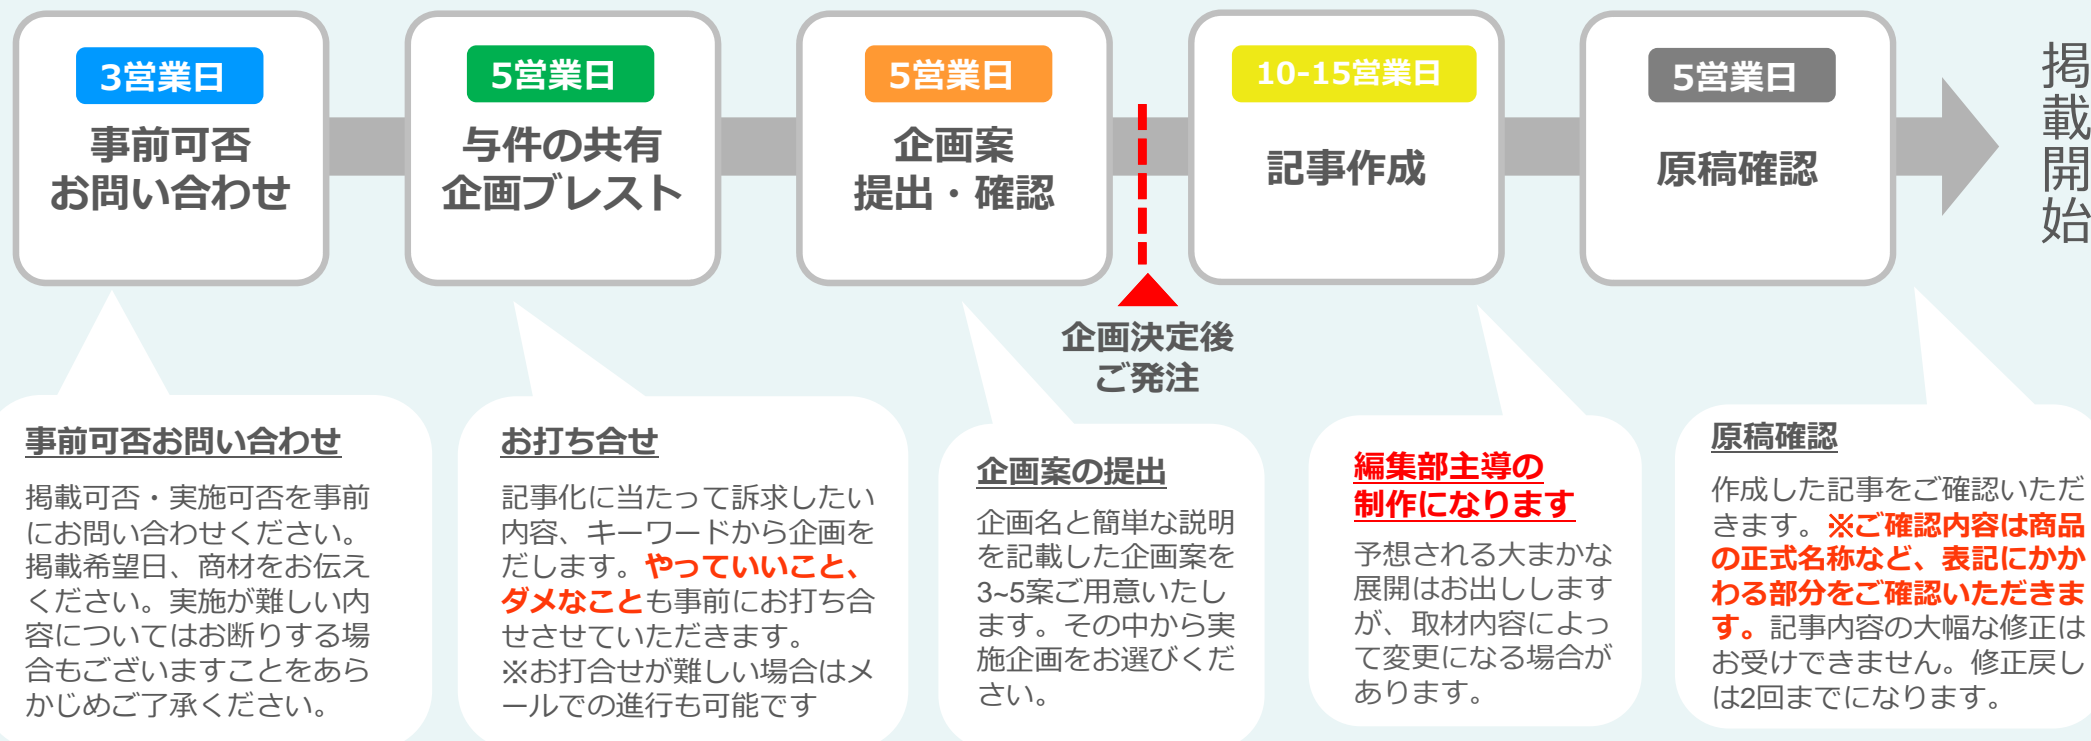 3営業日
事前可否
お問い合わせ
5営業日
与件の共有
企画ブレスト
5営業日
企画案
提出・確認
10-15営業日
記事作成
5営業日
原稿確認
掲載開始
企画決定後
ご発注
事前可否お問い合わせ
掲載可否・実施可否を事前
にお問い合わせください。
掲載希望日、商材をお伝え
ください。実施が難しい内
容についてはお断りする場
合もございますことをあら
かじめご了承ください。
お打ち合せ
記事化に当たって訴求したい
内容、キーワードから企画を
だします。やっていいこと、
ダメなことも事前にお打ち合
せさせていただきます。
※お打合せが難しい場合はメ
ールでの進行も可能です
企画案の提出
企画名と簡単な説明
を記載した企画案を
3~5案ご用意いたし
ます。その中から実
施企画をお選びくだ
さい。
編集部主導の
制作になります
予想される大まかな
展開はお出ししますが
が、取材内容によっ
て変更になる場合が
あります。
原稿確認
作成した記事をご確認いただ
きます。※ご確認内容は商品
の正式名称など、表記にかか
わる部分をご確認いただきま
す。記事内容の大幅な修正は
お受けできません。修正戻し
は2回までになります。